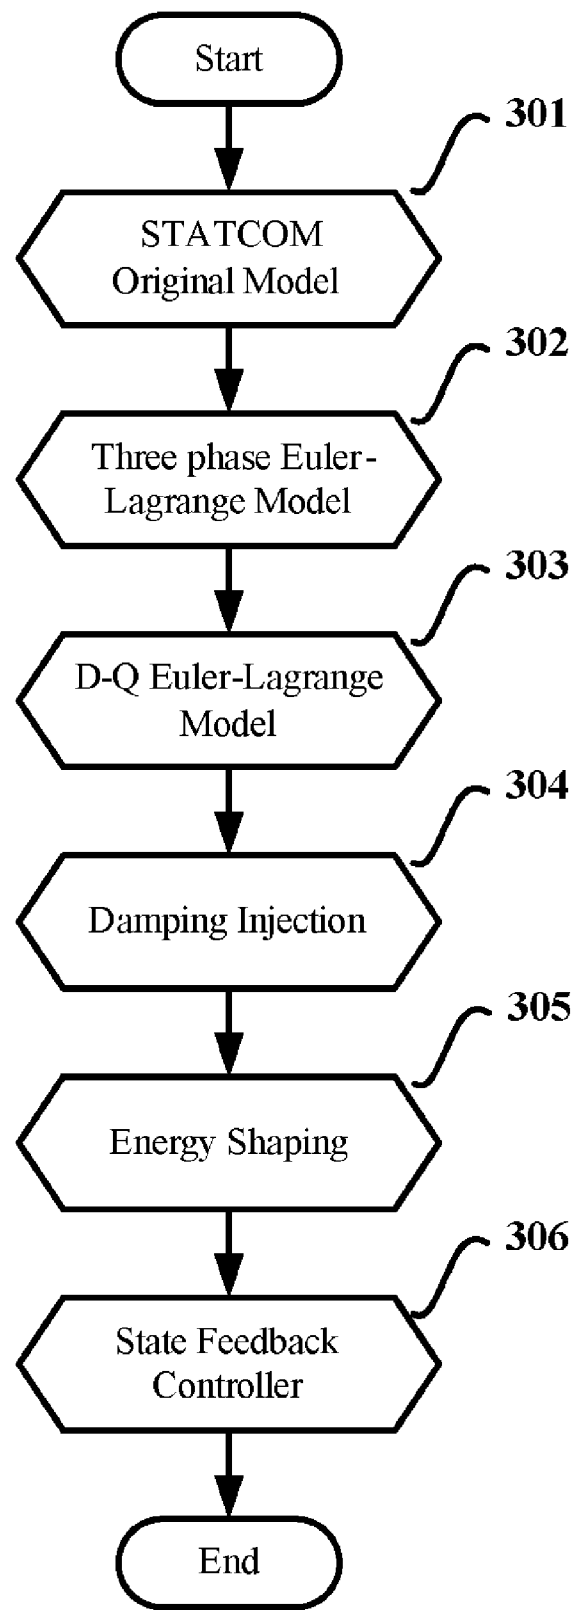 Start
301
STATCOM
Original Model
302
Three phase Euler-
Lagrange Model
303
D-Q Euler-Lagrange
Model
304
Damping Injection
305
Energy Shaping
306
State Feedback
Controller
End